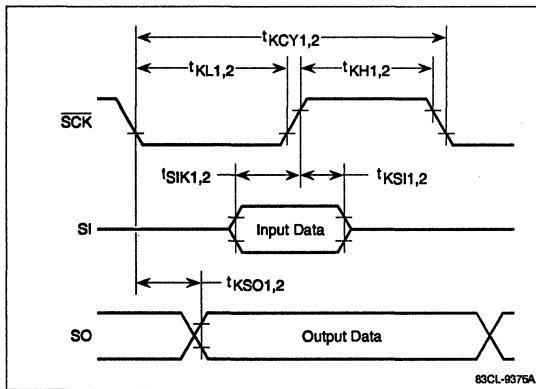 tKCY1,2
tKL1,2
tKH1,2
SCK
tSIK1,2
tKSI1,2
SI
Input Data
tKSO1,2
SO
Output Data
83CL-9375A